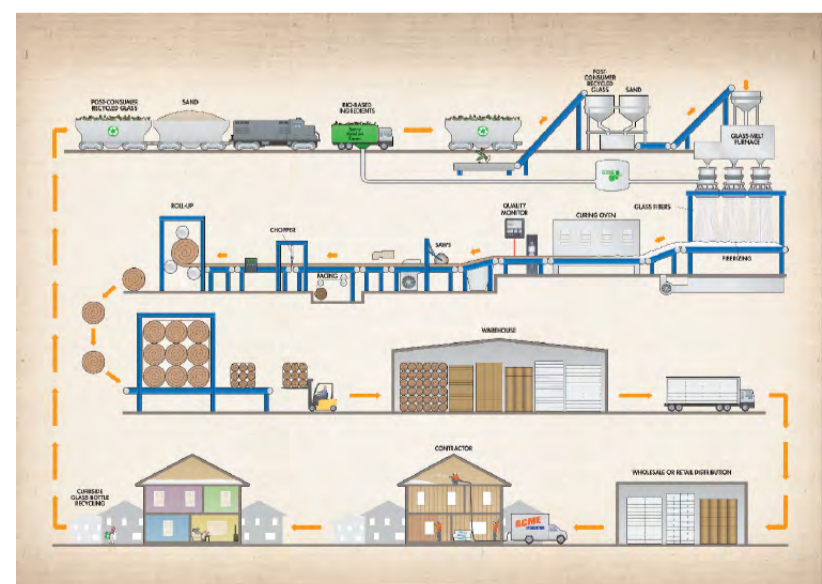 POST-CONSUMER
RECYCLED GLASS
SAND
BIO-BASED
INGREDIENTS
POST-
CONSUMER
RECYCLED
GLASS
SAND
GLASS-MELT
FURNACE
ROLL-UP
CHOPPER
FACING
SAWS
QUALITY
MONITOR
CURING OVEN
GLASS FIBERS
FIBERIZING
WAREHOUSE
CURBSIDE
GLASS BOTTLE
RECYCLING
CONTRACTOR
ACME
WHOLESALE OR RETAIL DISTRIBUTION